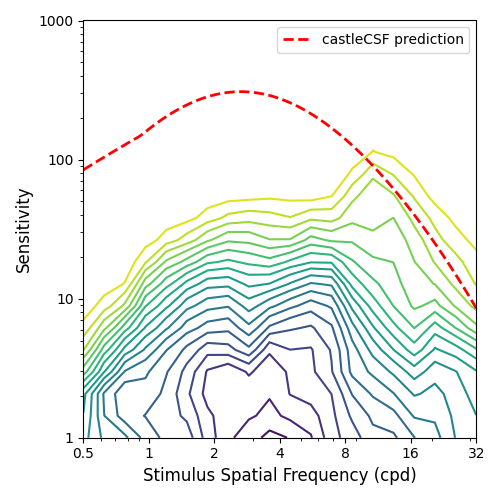 1000
castleCSF prediction
100
Sensitivity
10
1
0.5 1 2 4 8 16 32
Stimulus Spatial Frequency (cpd)